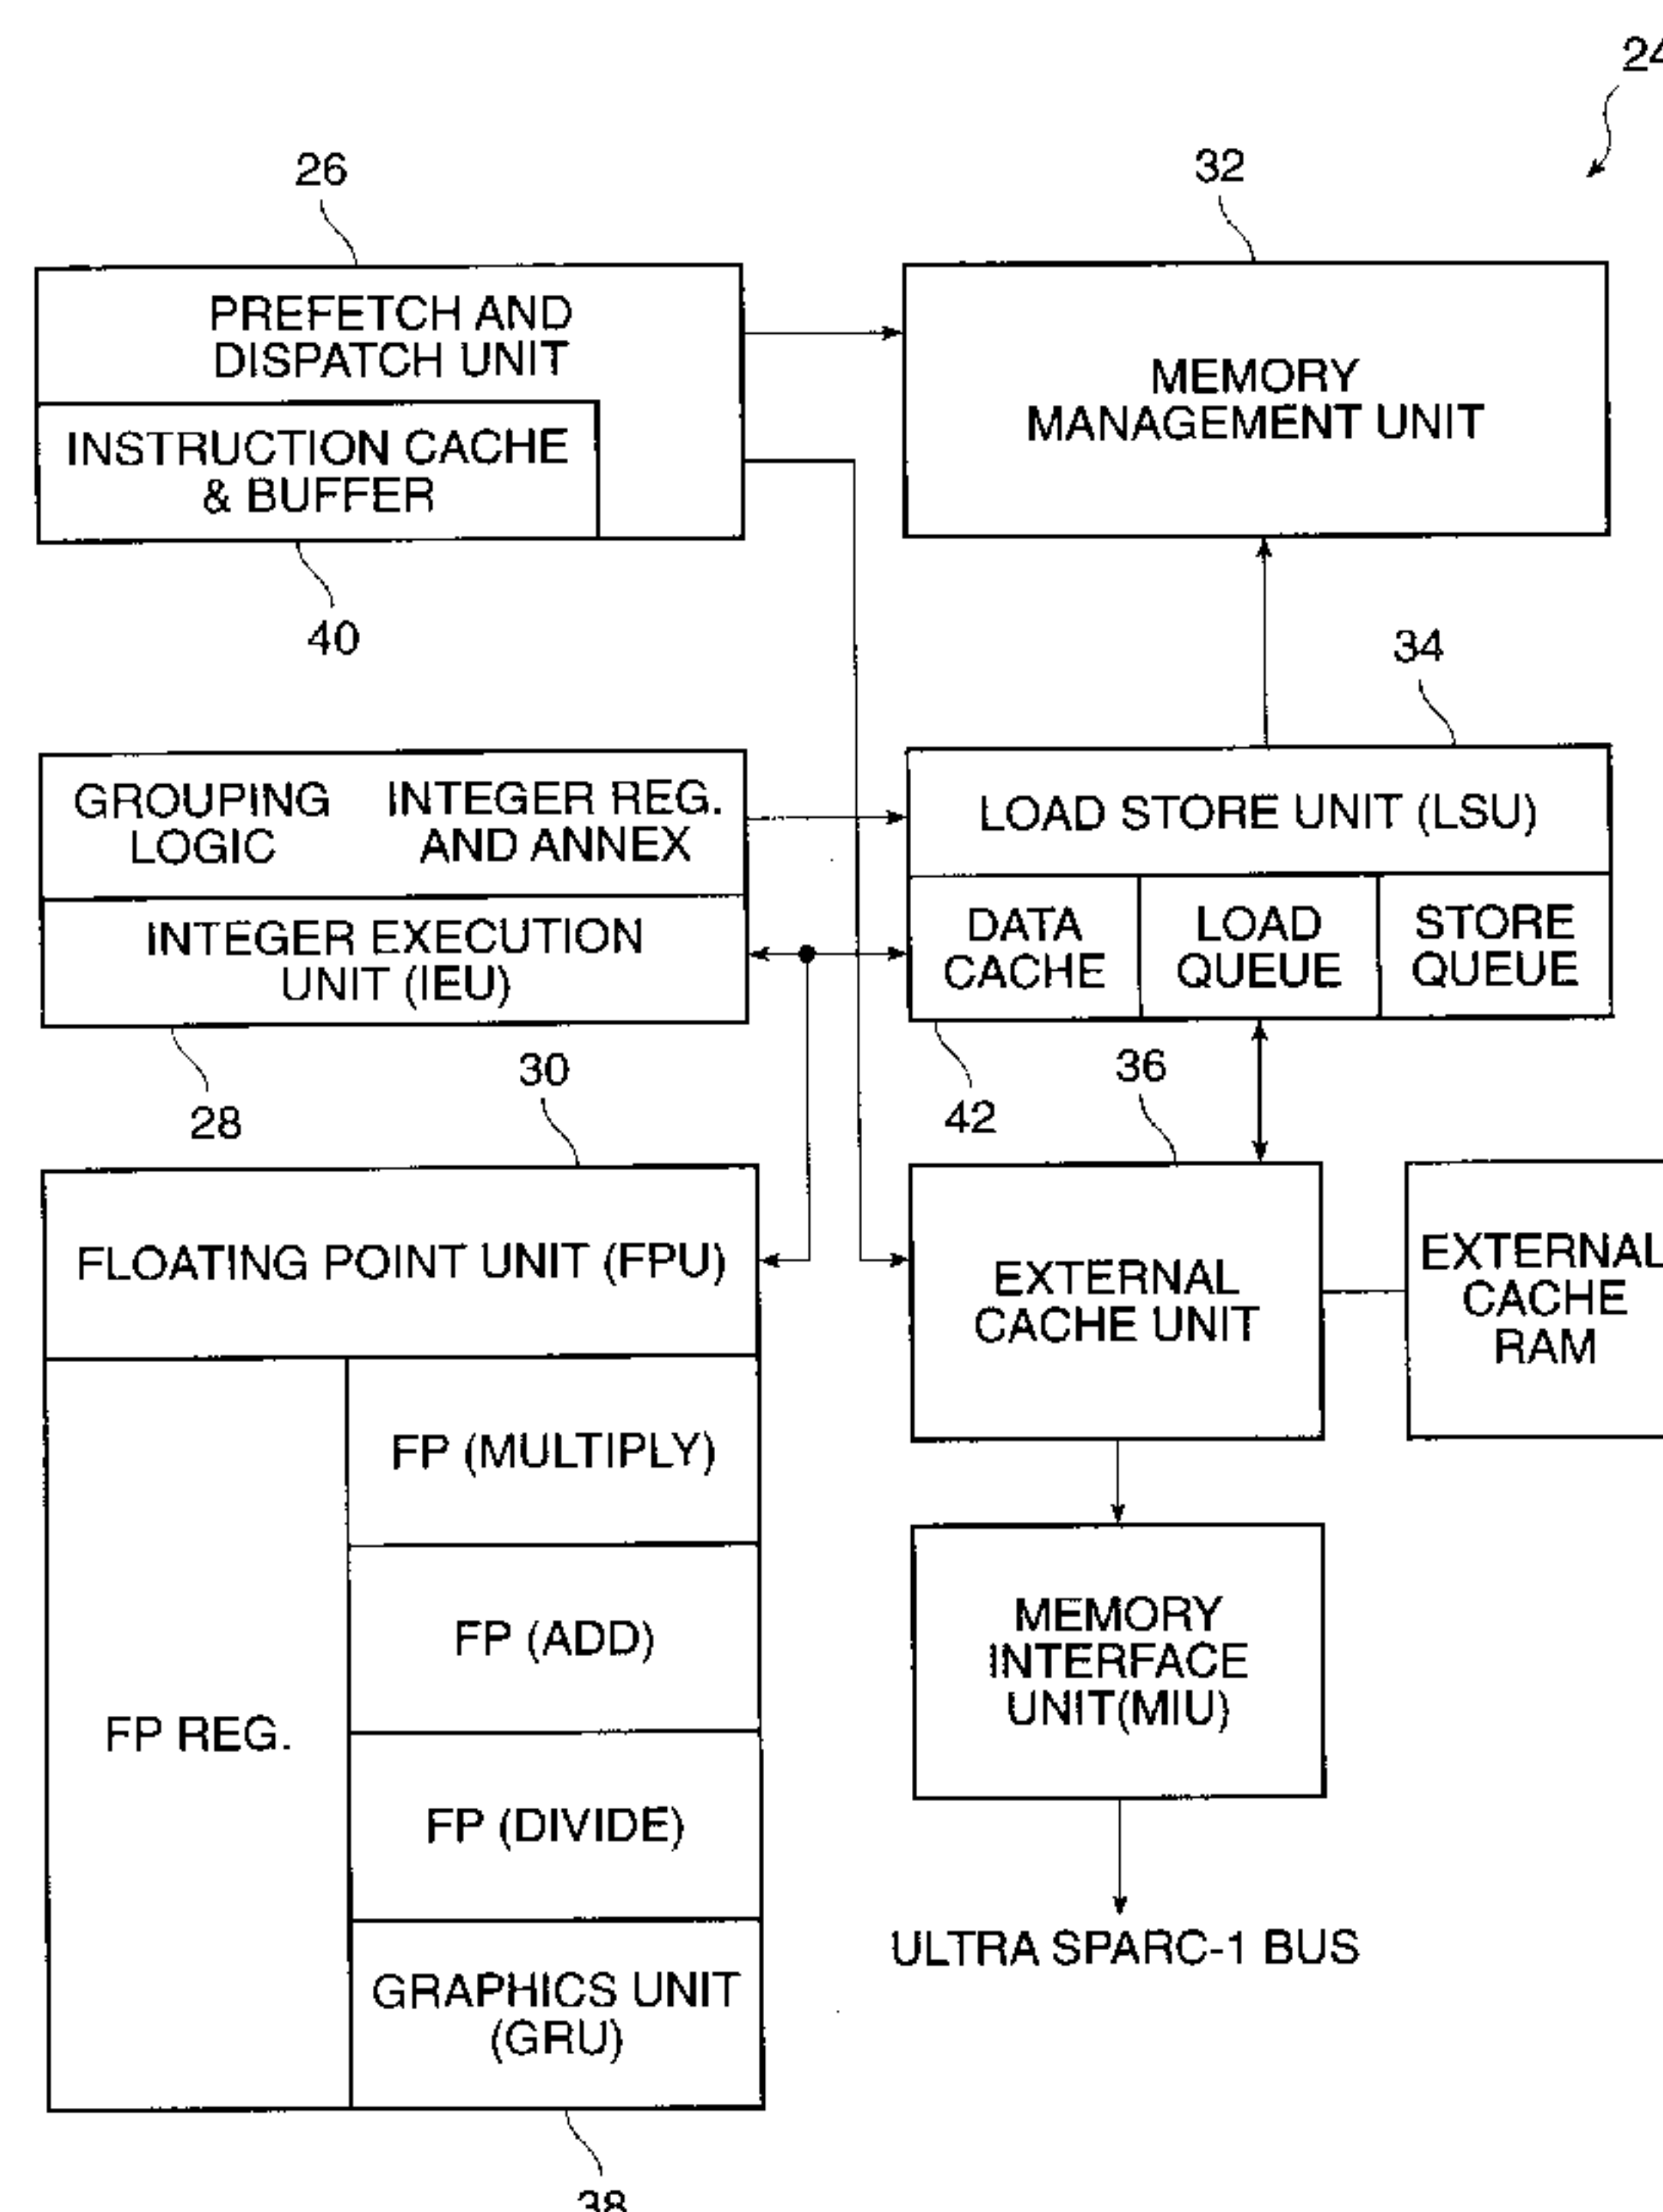 24
26
32
PREFETCH AND
DISPATCH UNIT
INSTRUCTION CACHE
& BUFFER
40
MEMORY
MANAGEMENT UNIT
34
GROUPING
LOGIC
INTEGER REG.
AND ANNEX
INTEGER EXECUTION
UNIT (IEU)
28
LOAD STORE UNIT (LSU)
DATA
CACHE
LOAD
QUEUE
STORE
QUEUE
42
30
36
FLOATING POINT UNIT (FPU)
FP REG.
FP (MULTIPLY)
FP (ADD)
FP (DIVIDE)
GRAPHICS UNIT
(GRU)
38
EXTERNAL
CACHE UNIT
EXTERNAL
CACHE
RAM
MEMORY
INTERFACE
UNIT(MIU)
ULTRA SPARC-1 BUS